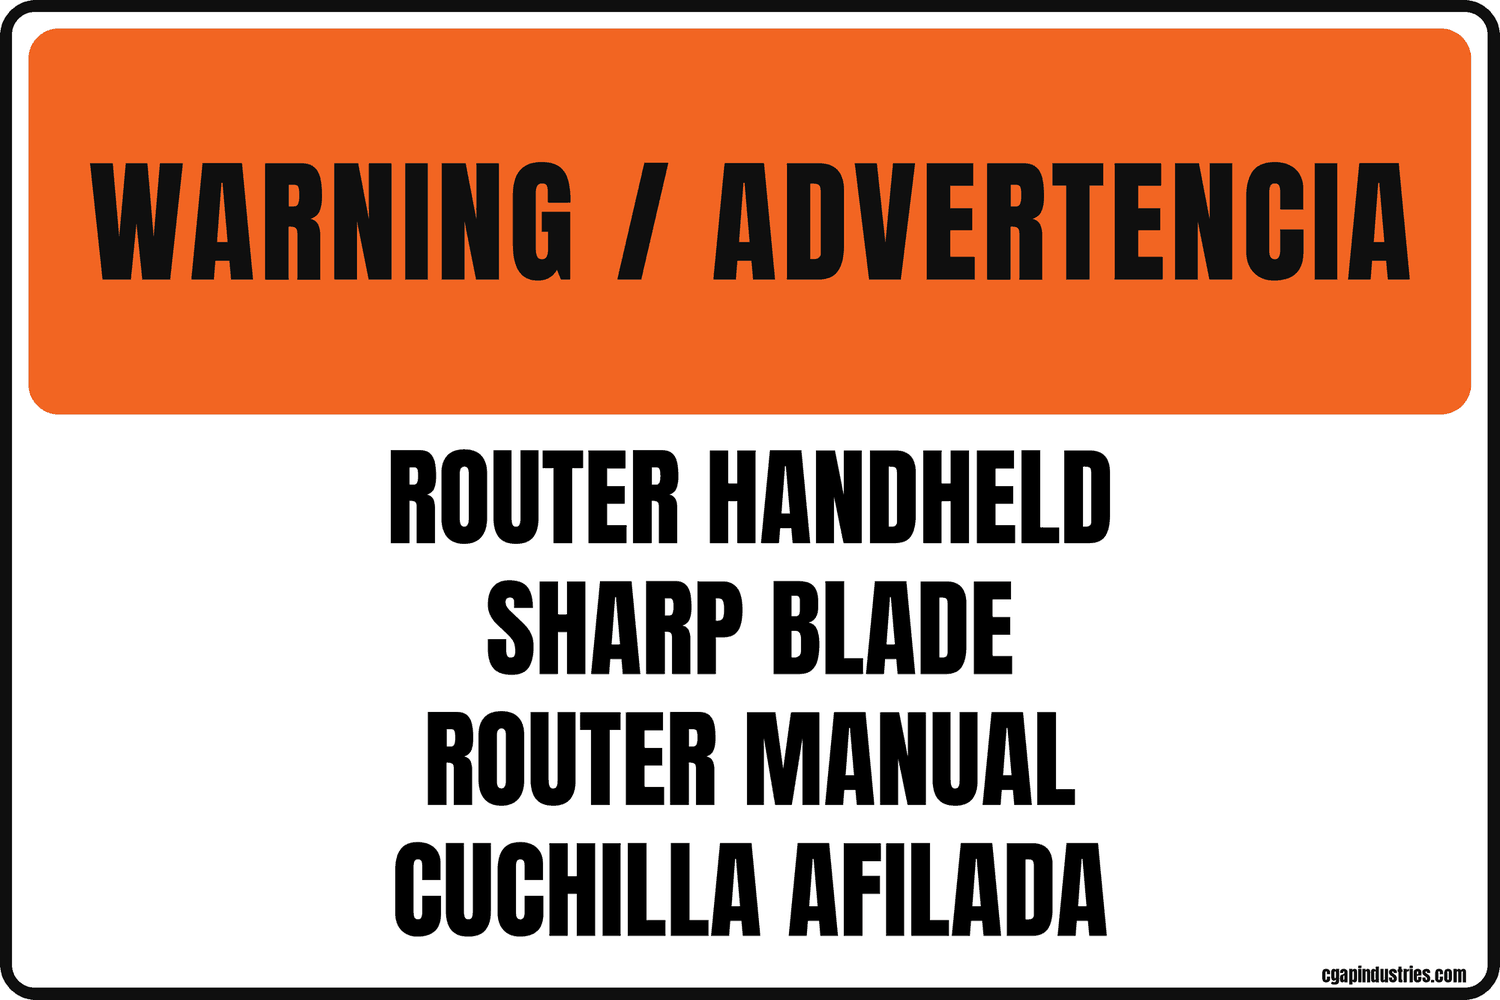 WARNING / ADVERTENCIA
ROUTER HANDHELD
SHARP BLADE
ROUTER MANUAL
CUCHILLA AFILADA
cgapindustries.com